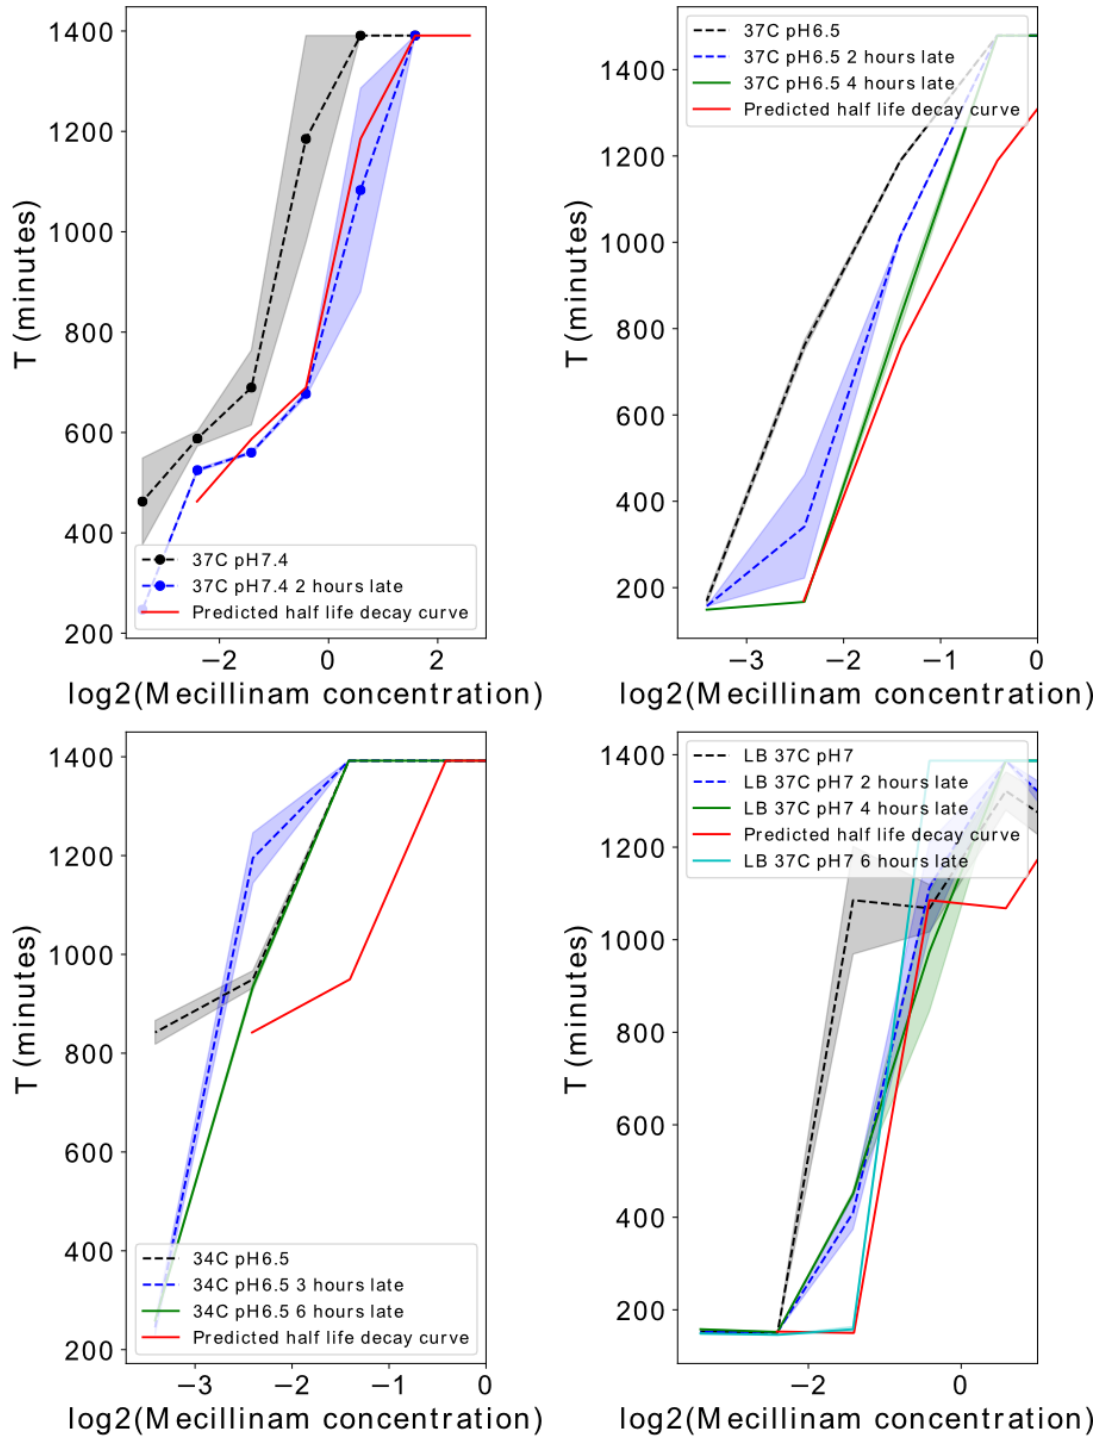 1400
1200
1000
800
600
400
200
T (minutes)
37C pH7.4
37C pH7.4 2 hours late
Predicted half life decay curve
−2
0
2
log2(Mecillinam concentration)
37C pH6.5
37C pH6.5 2 hours late
37C pH6.5 4 hours late
Predicted half life decay curve
1400
1200
1000
800
600
400
200
T (minutes)
−3
−2
−1
0
log2(Mecillinam concentration)
1400
1200
1000
800
600
400
200
T (minutes)
34C pH6.5
34C pH6.5 3 hours late
34C pH6.5 6 hours late
Predicted half life decay curve
−3
−2
−1
0
log2(Mecillinam concentration)
LB 37C pH7
LB 37C pH7 2 hours late
LB 37C pH7 4 hours late
Predicted half life decay curve
LB 37C pH7 6 hours late
1400
1200
1000
800
600
400
200
T (minutes)
−2
0
log2(Mecillinam concentration)